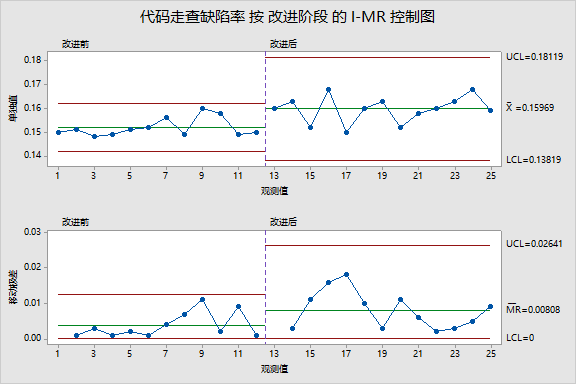 代码走查缺陷率 按 改进阶段 的 I-MR 控制图
改进前 改进后
0.18
0.17
0.16
0.15
0.14
单独值
UCL=0.18119
X̄ =0.15969
LCL=0.13819
1 3 5 7 9 11 13 15 17 19 21 23 25
观测值
改进前 改进后
0.03
0.02
0.01
0.00
移动极差
UCL=0.02641
M̅R̅=0.00808
LCL=0
1 3 5 7 9 11 13 15 17 19 21 23 25
观测值